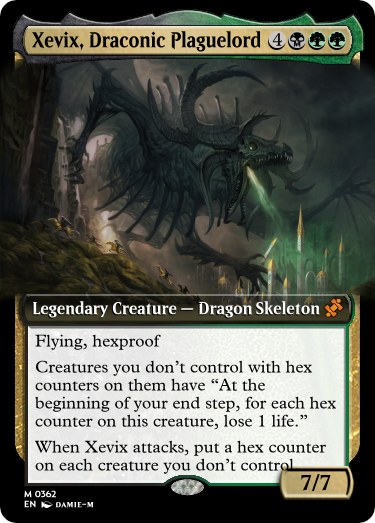 Xevix, Draconic Plaguelord 4
Legendary Creature — Dragon Skeleton
Flying, hexproof
Creatures you don't control with hex
counters on them have “At the
beginning of your end step, for each hex
counter on this creature, lose 1 life.”
When Xevix attacks, put a hex counter
on each creature you don't control.
7/7
M 0362
EN DAMIE-M